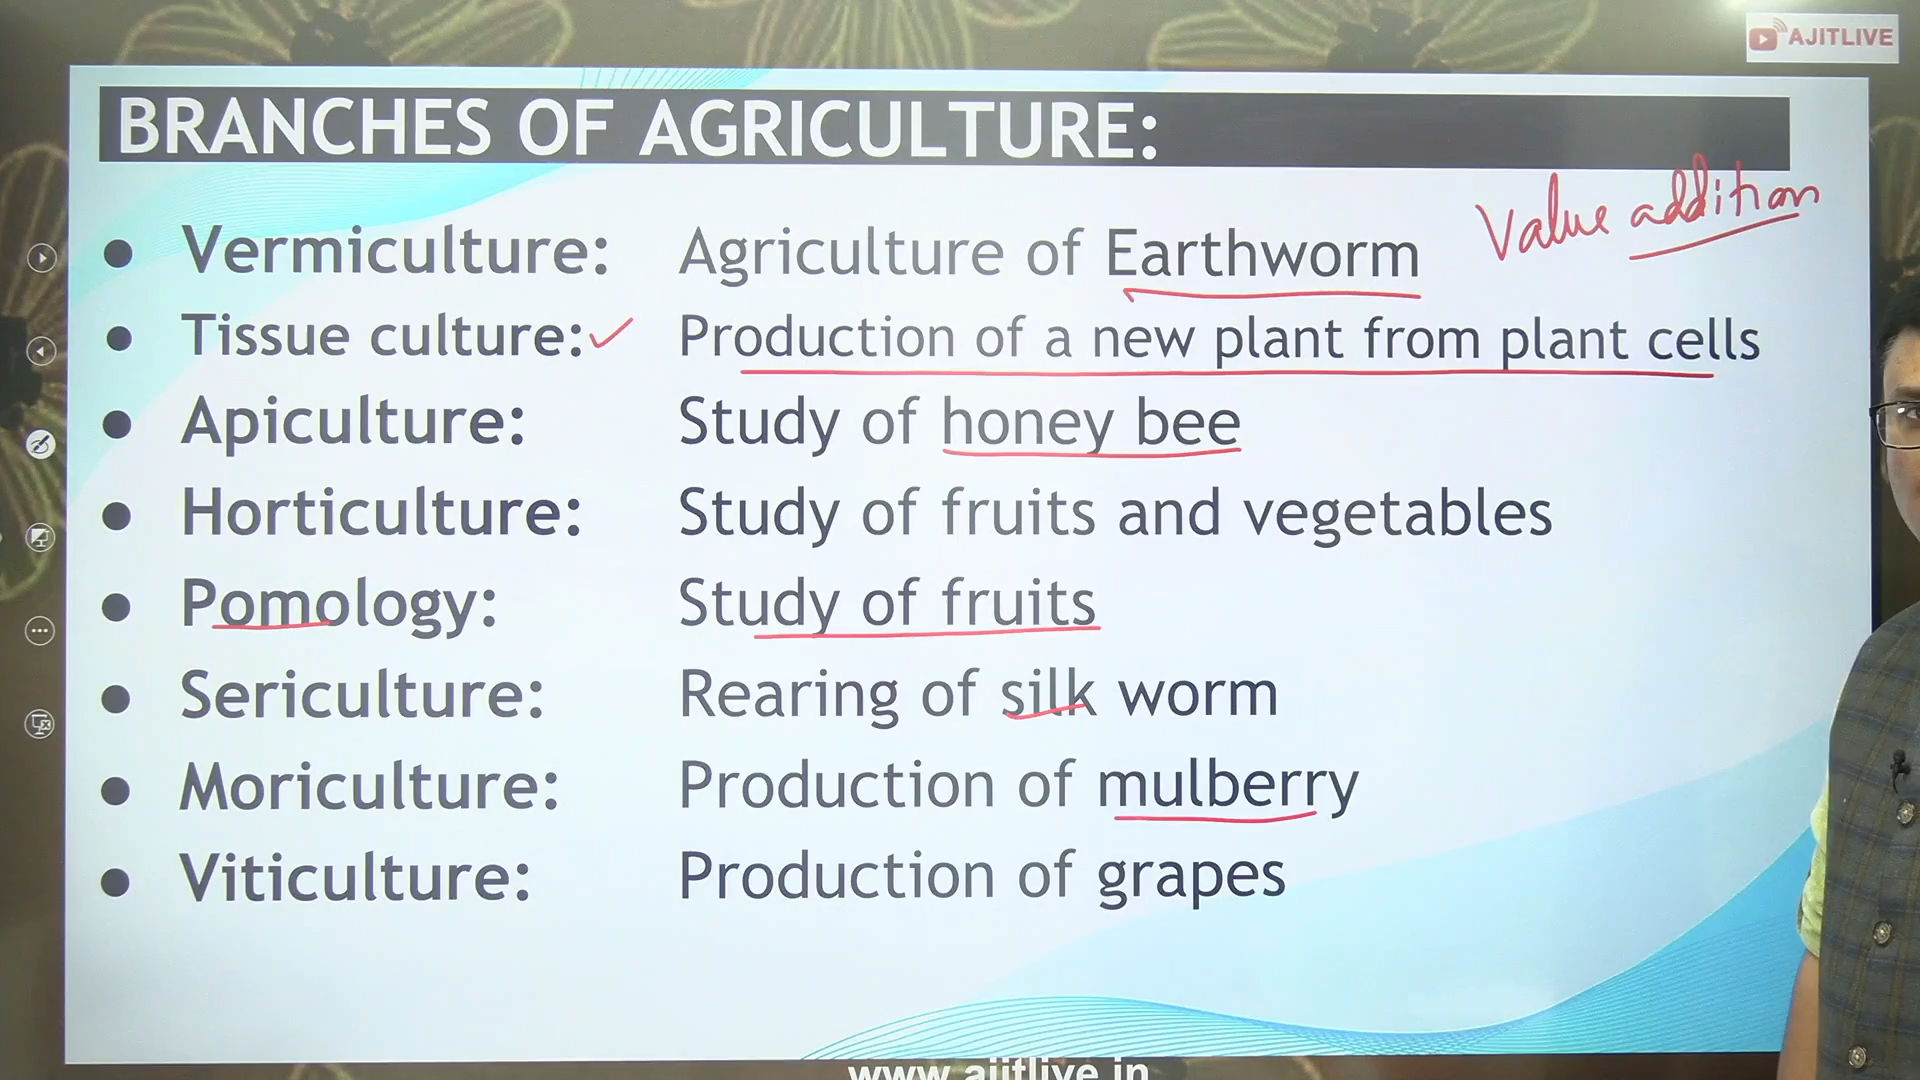 AJITLIVE
BRANCHES OF AGRICULTURE:
Value addition
● Vermiculture: Agriculture of Earthworm
● Tissue culture: ✓ Production of a new plant from plant cells
● Apiculture: Study of honey bee
● Horticulture: Study of fruits and vegetables
● Pomology: Study of fruits
● Sericulture: Rearing of silk worm
● Moriculture: Production of mulberry
● Viticulture: Production of grapes
www.ajitlive.in